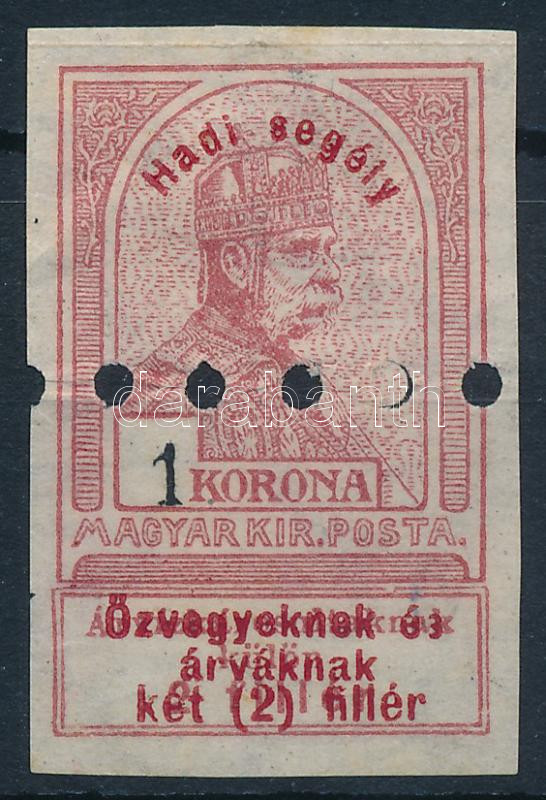 Hadi segély
darabanth
1 KORONA
MAGYAR KIR. POSTA.
Özvegyeknek és
árváknak
két (2) fillér